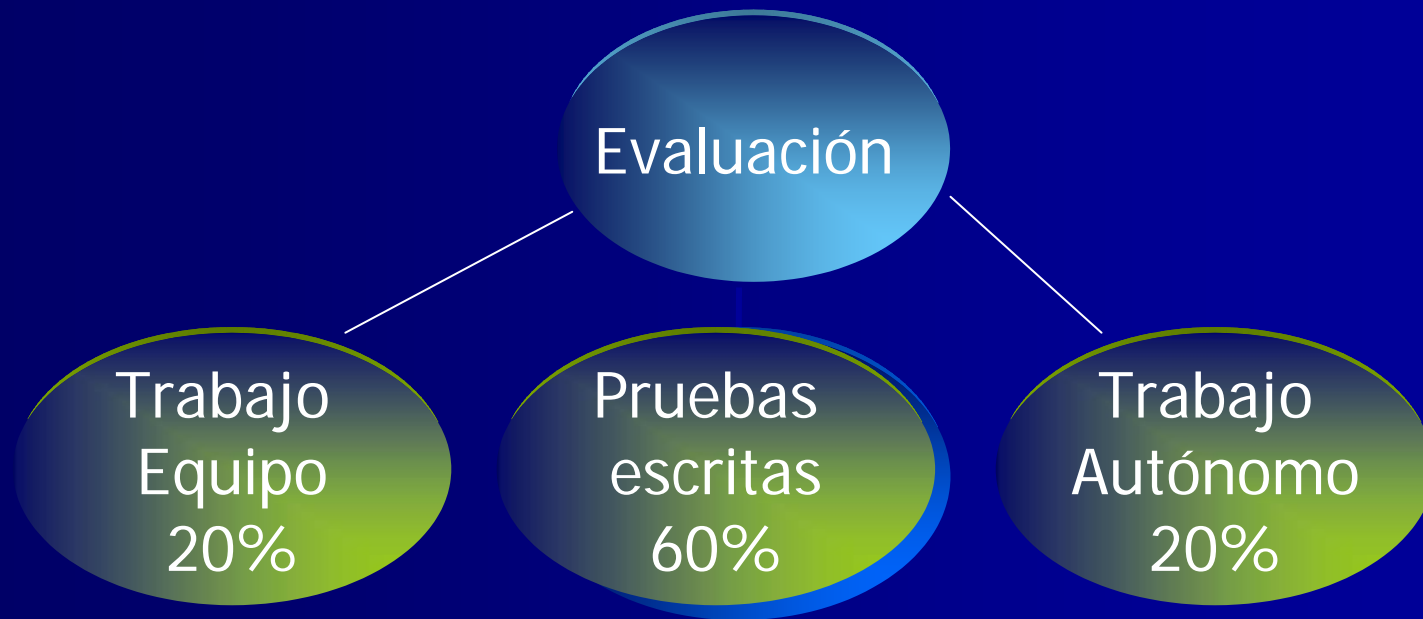 Evaluación
Trabajo
Equipo
20%
Pruebas
escritas
60%
Trabajo
Autónomo
20%